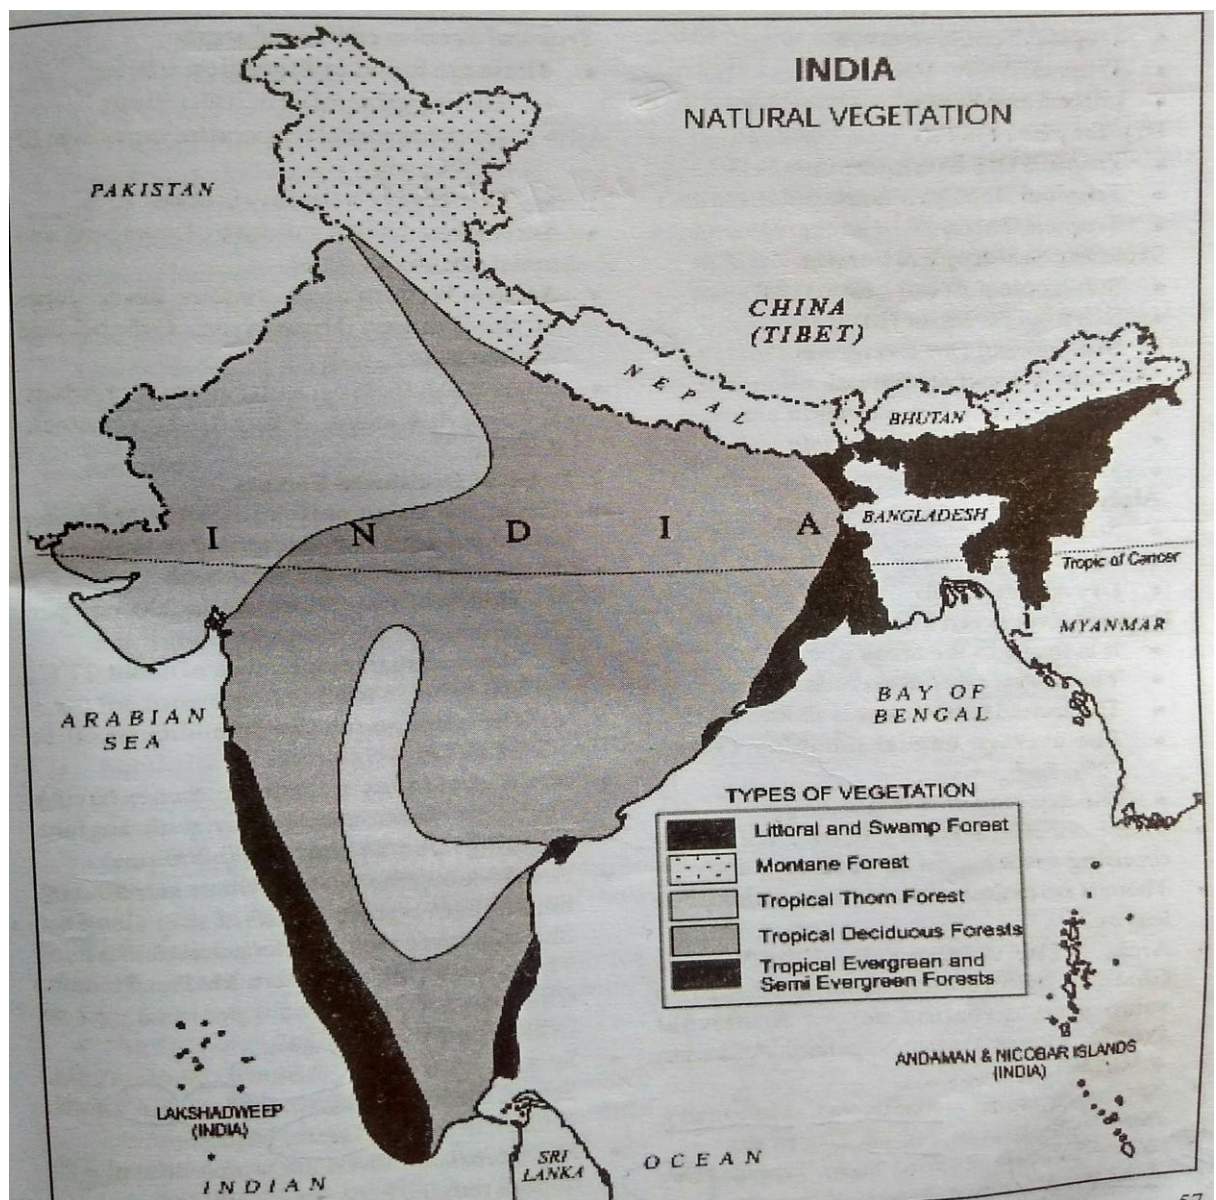 INDIA
NATURAL VEGETATION
PAKISTAN
CHINA
(TIBET)
NEPAL
BHUTAN
INDIA
BANGLADESH
Tropic of Cancer
MYANMAR
ARABIAN
SEA
BAY OF
BENGAL
TYPES OF VEGETATION
Littoral and Swamp Forest
Montane Forest
Tropical Thorn Forest
Tropical Deciduous Forests
Tropical Evergreen and
Semi Evergreen Forests
ANDAMAN & NICOBAR ISLANDS
(INDIA)
LAKSHADWEEP
(INDIA)
SRI
LANKA
INDIAN OCEAN
57